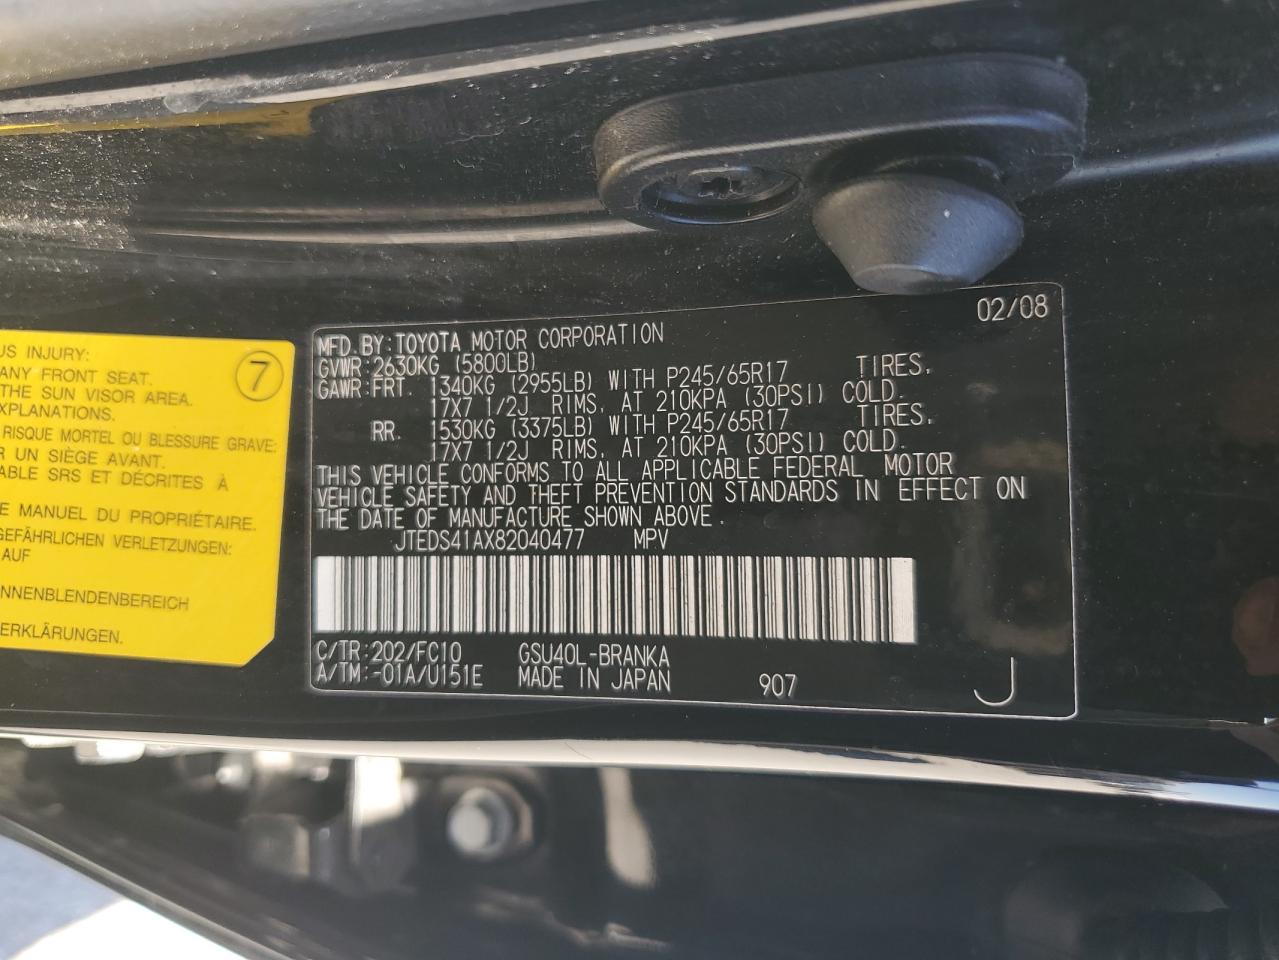 US INJURY:
ANY FRONT SEAT.
THE SUN VISOR AREA.
EXPLANATIONS.
RISQUE MORTEL OU BLESSURE GRAVE:
R UN SIÈGE AVANT.
ABLE SRS ET DÉCRITES À
E MANUEL DU PROPRIÉTAIRE.
GEFÄHRLICHEN VERLETZUNGEN.
AUF
NNENBLENDENBEREICH
ERKLÄRUNGEN.
7
02/08
MFD. BY: TOYOTA MOTOR CORPORATION
GVWR: 2630KG (5800LB)
GAWR: FRT. 1340KG (2955LB) WITH P245/65R17 TIRES,
17X7 1/2J RIMS, AT 210KPA (30PSI) COLD.
RR. 1530KG (3375LB) WITH P245/65R17 TIRES,
17X7 1/2J RIMS, AT 210KPA (30PSI) COLD.
THIS VEHICLE CONFORMS TO ALL APPLICABLE FEDERAL MOTOR
VEHICLE SAFETY AND THEFT PREVENTION STANDARDS IN EFFECT ON
THE DATE OF MANUFACTURE SHOWN ABOVE.
JTEDS41AX82040477 MPV
C/TR: 202/FC10 GSU40L-BRANKA
A/TM: -01A/U151E MADE IN JAPAN 907 J